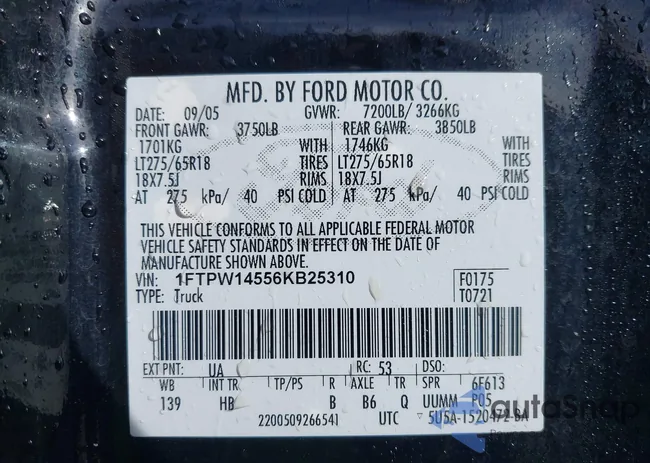 MFD. BY FORD MOTOR CO.
DATE: 09/05 GVWR: 7200LB/ 3266KG
FRONT GAWR: 3750LB REAR GAWR: 3850LB
1701KG WITH 1746KG WITH
LT275/65R18 TIRES LT275/65R18 TIRES
18X7.5J RIMS 18X7.5J RIMS
AT 275 kPa/ 40 PSI COLD AT 275 kPa/ 40 PSI COLD
THIS VEHICLE CONFORMS TO ALL APPLICABLE FEDERAL MOTOR
VEHICLE SAFETY STANDARDS IN EFFECT ON THE DATE OF
MANUFACTURE SHOWN ABOVE.
VIN: 1FTPW14556KB25310 F0175
TYPE: Truck T0721
EXT PNT: UA RC: 53 DSO:
WB INT TR TP/PS R AXLE TR SPR 6F613
139 HB B B6 Q UUMM P05
2200509266541 UTC 5U5A-1520472-BA
autoSnap